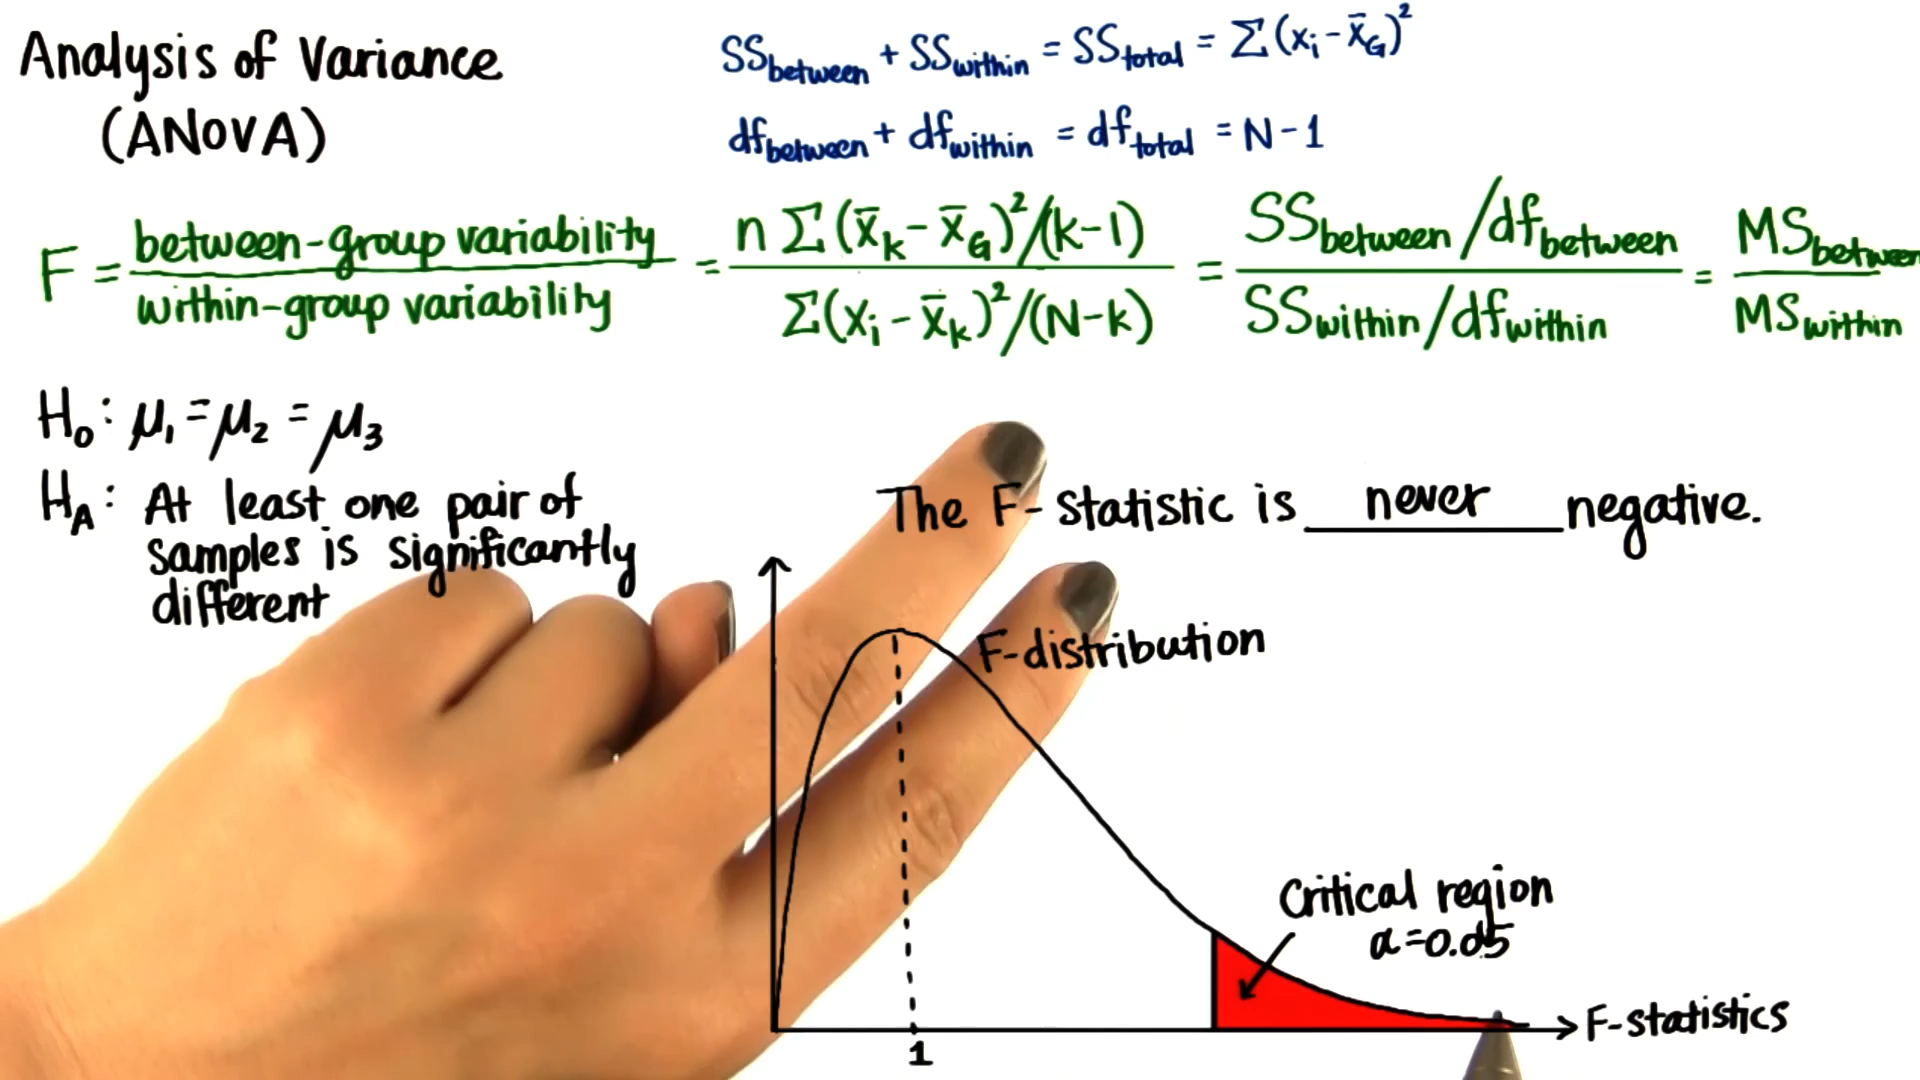 Analysis of Variance
(ANOVA)
SSbetween + SSwithin = SStotal = Σ(xi - x̄G)²
dfbetween + dfwithin = dftotal = N-1
F = between-group variability / within-group variability = n Σ(x̄k - x̄G)²/(k-1) / Σ(xi - x̄k)²/(N-k) = SSbetween/dfbetween / SSwithin/dfwithin = MSbetween / MSwithin
H0: μ1 = μ2 = μ3
HA: At least one pair of
samples is significantly
different
The F-statistic is never negative.
F-distribution
Critical region
α=0.05
F-statistics
1